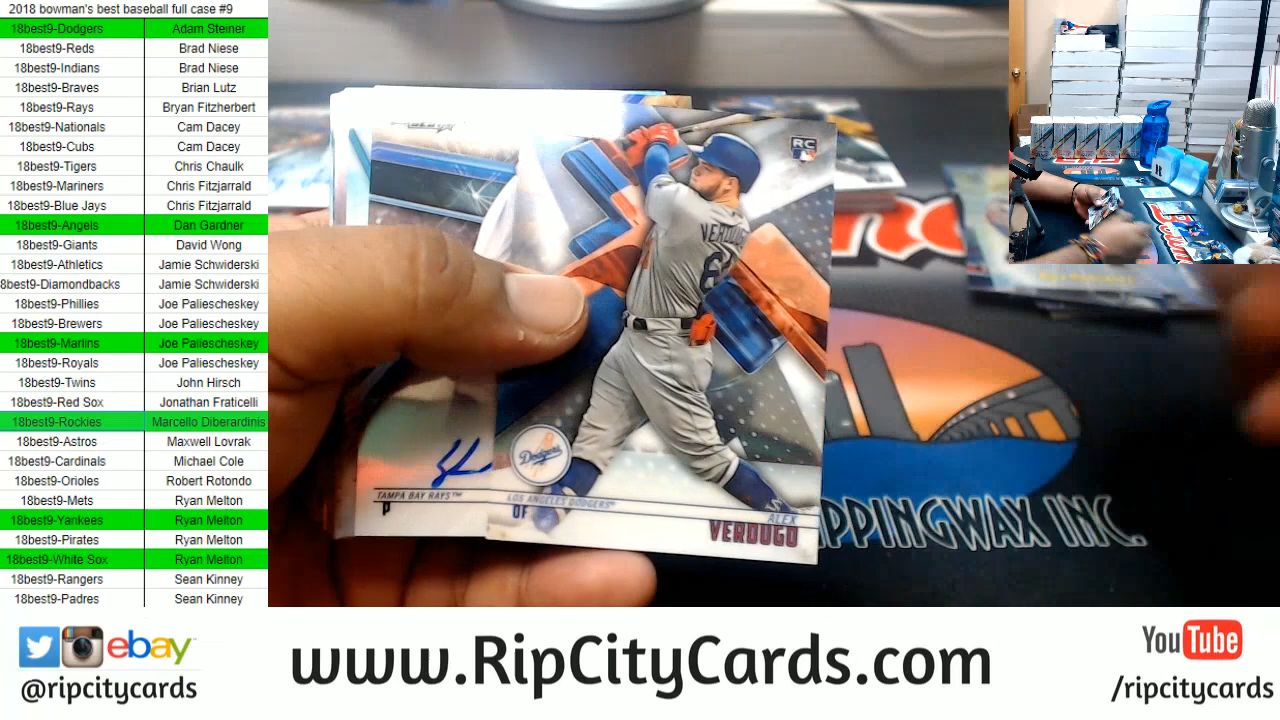 2018 bowman's best baseball full case #9
18best9-Dodgers Adam Steiner
18best9-Reds Brad Niese
18best9-Indians Brad Niese
18best9-Braves Brian Lutz
18best9-Rays Bryan Fitzherbert
18best9-Nationals Cam Dacey
18best9-Cubs Cam Dacey
18best9-Tigers Chris Chaulk
18best9-Mariners Chris Fitzjarrald
18best9-Blue Jays Chris Fitzjarrald
18best9-Angels Dan Gardner
18best9-Giants David Wong
18best9-Athletics Jamie Schwiderski
8best9-Diamondbacks Jamie Schwiderski
18best9-Phillies Joe Paliescheskey
18best9-Brewers Joe Paliescheskey
18best9-Marlins Joe Paliescheskey
18best9-Royals Joe Paliescheskey
18best9-Twins John Hirsch
18best9-Red Sox Jonathan Fraticelli
18best9-Rockies Marcello Diberardinis
18best9-Astros Maxwell Lovrak
18best9-Cardinals Michael Cole
18best9-Orioles Robert Rotondo
18best9-Mets Ryan Melton
18best9-Yankees Ryan Melton
18best9-Pirates Ryan Melton
18best9-White Sox Ryan Melton
18best9-Rangers Sean Kinney
18best9-Padres Sean Kinney
RC
VERDUGO
6
Dodgers
TAMPA BAY RAYS™
P
LOS ANGELES DODGERS®
OF
ALEX
VERDUGO
PPINGWAX INC.
ebay
@ripcitycards
www.RipCityCards.com
YouTube
/ripcitycards